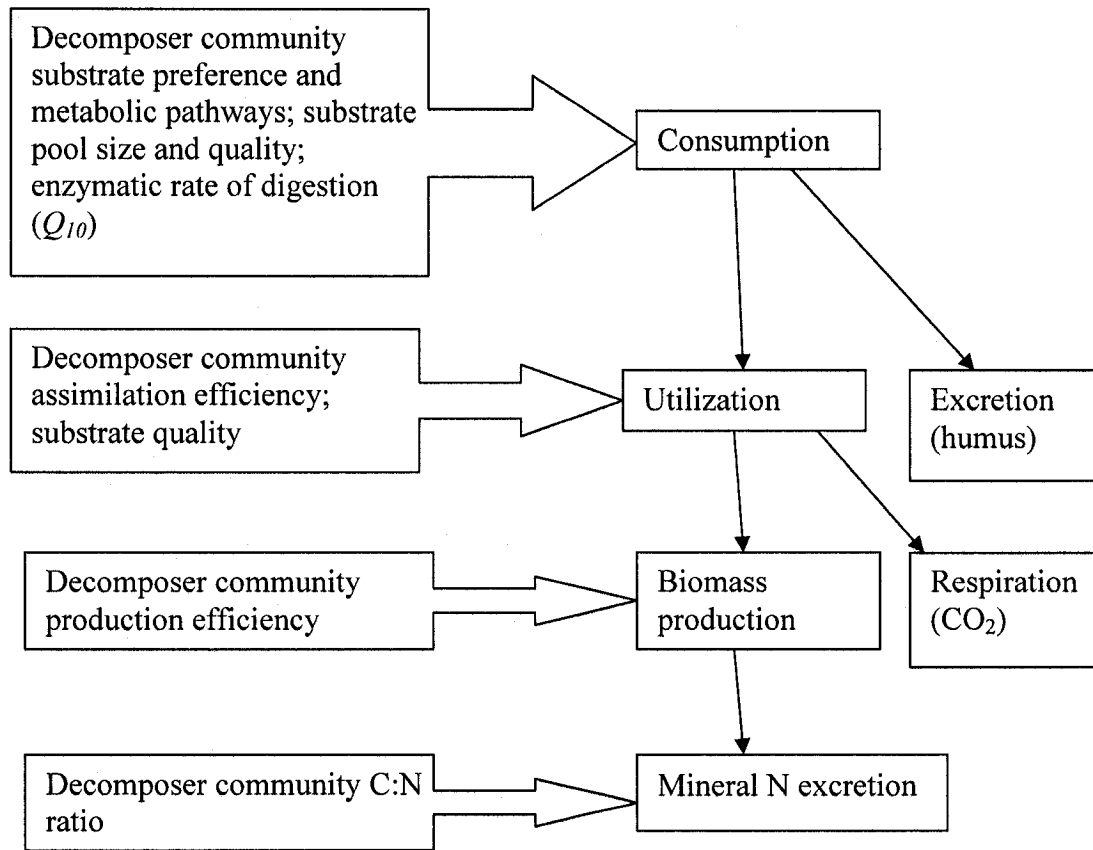 Decomposer community
substrate preference and
metabolic pathways; substrate
pool size and quality;
enzymatic rate of digestion
(Q10)
Consumption
Decomposer community
assimilation efficiency;
substrate quality
Utilization
Excretion
(humus)
Decomposer community
production efficiency
Biomass
production
Respiration
(CO₂)
Decomposer community C:N
ratio
Mineral N excretion